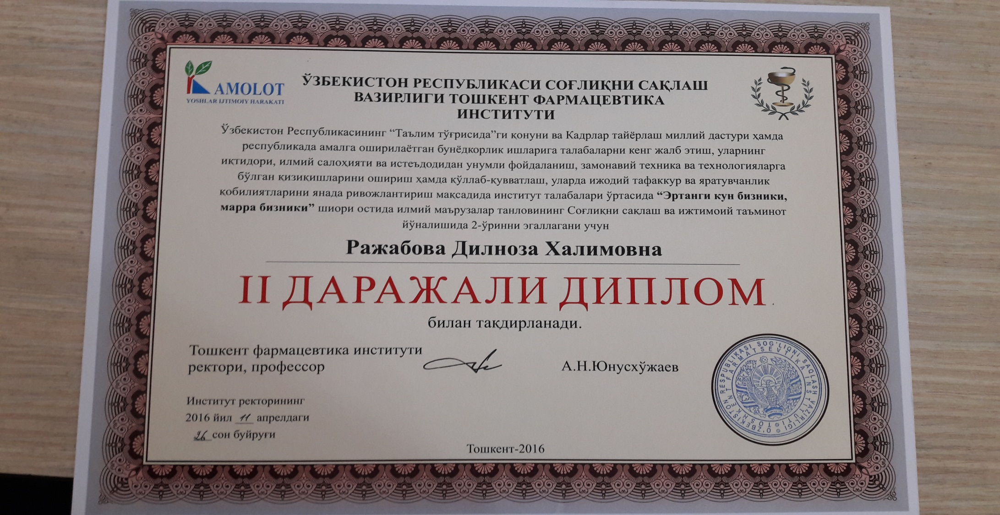 KAMOLOT
YOSHLAR IJTIMOIY HARAKATI
ЎЗБЕКИСТОН РЕСПУБЛИКАСИ СОҒЛИҚНИ САҚЛАШ
ВАЗИРЛИГИ ТОШКЕНТ ФАРМАЦЕВТИКА
ИНСТИТУТИ
Ўзбекистон Республикасининг “Таълим тўғрисида”ги қонуни ва Кадрлар тайёрлаш миллий дастури ҳамда
республикада амалга оширилаётган бунёдкорлик ишларига талабаларни кенг жалб этиш, уларнинг
иқтидори, илмий салоҳияти ва истеъдодидан унумли фойдаланиш, замонавий техника ва технологияларга
бўлган қизиқишларини ошириш ҳамда қўллаб-қувватлаш, уларда ижодий тафаккур ва яратувчанлик
қобилиятларини янада ривожлантириш мақсадида институт талабалари ўртасида “Эртанги кун бизники,
марра бизники” шиори остида илмий маърузалар танловининг Соғлиқни сақлаш ва ижтимоий таъминот
йўналишида 2-ўринни эгаллагани учун
Ражабова Дилноза Халимовна
II ДАРАЖАЛИ ДИПЛОМ
билан тақдирланади.
Тошкент фармацевтика институти
ректори, профессор
А.Н.Юнусхўжаев
Институт ректорининг
2016 йил 11 апрелдаги
26 сон буйруғи
Тошкент-2016
O'ZBEKISTON RESPUBLIKASI SOG'LIQNI SAQLASH VAZIRLIGI
TOSHKENT FARMATSEVTIKA INSTITUTI